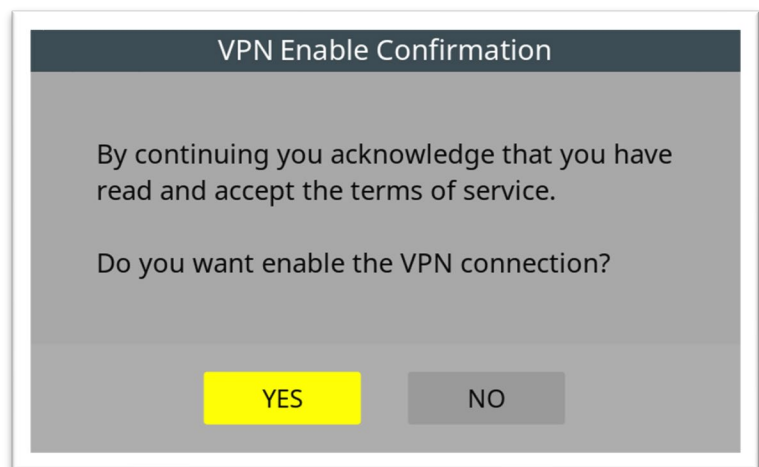 VPN Enable Confirmation
By continuing you acknowledge that you have
read and accept the terms of service.
Do you want enable the VPN connection?
YES
NO